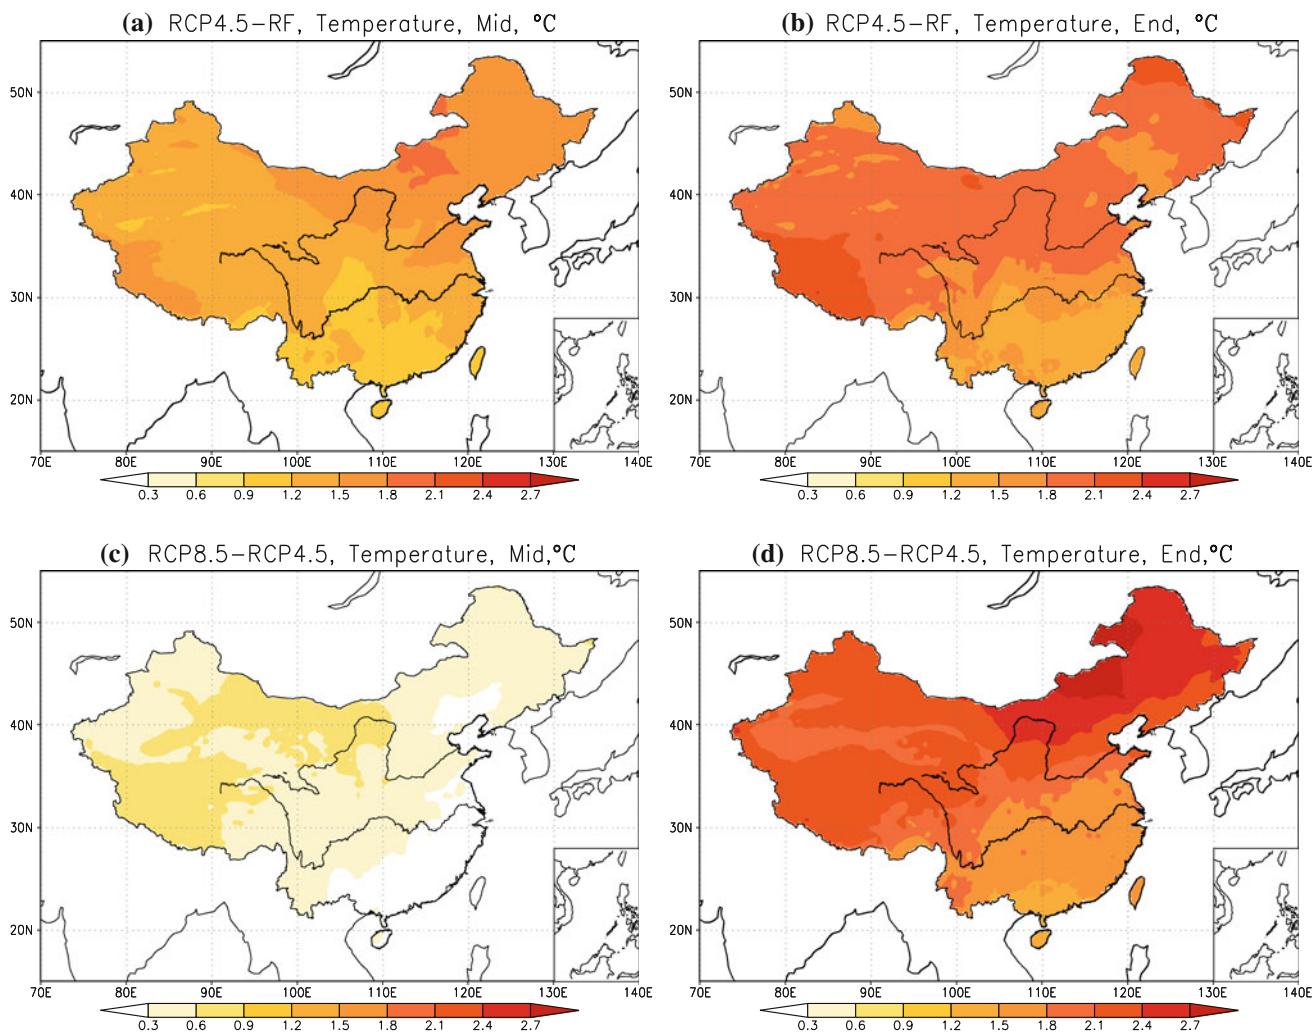 (a) RCP4.5−RF, Temperature, Mid, °C
(b) RCP4.5−RF, Temperature, End, °C
50N
40N
30N
20N
70E 80E 90E 100E 110E 120E 130E 140E
0.3 0.6 0.9 1.2 1.5 1.8 2.1 2.4 2.7
50N
40N
30N
20N
70E 80E 90E 100E 110E 120E 130E 140E
0.3 0.6 0.9 1.2 1.5 1.8 2.1 2.4 2.7
(c) RCP8.5−RCP4.5, Temperature, Mid,°C
(d) RCP8.5−RCP4.5, Temperature, End,°C
50N
40N
30N
20N
70E 80E 90E 100E 110E 120E 130E 140E
0.3 0.6 0.9 1.2 1.5 1.8 2.1 2.4 2.7
50N
40N
30N
20N
70E 80E 90E 100E 110E 120E 130E 140E
0.3 0.6 0.9 1.2 1.5 1.8 2.1 2.4 2.7